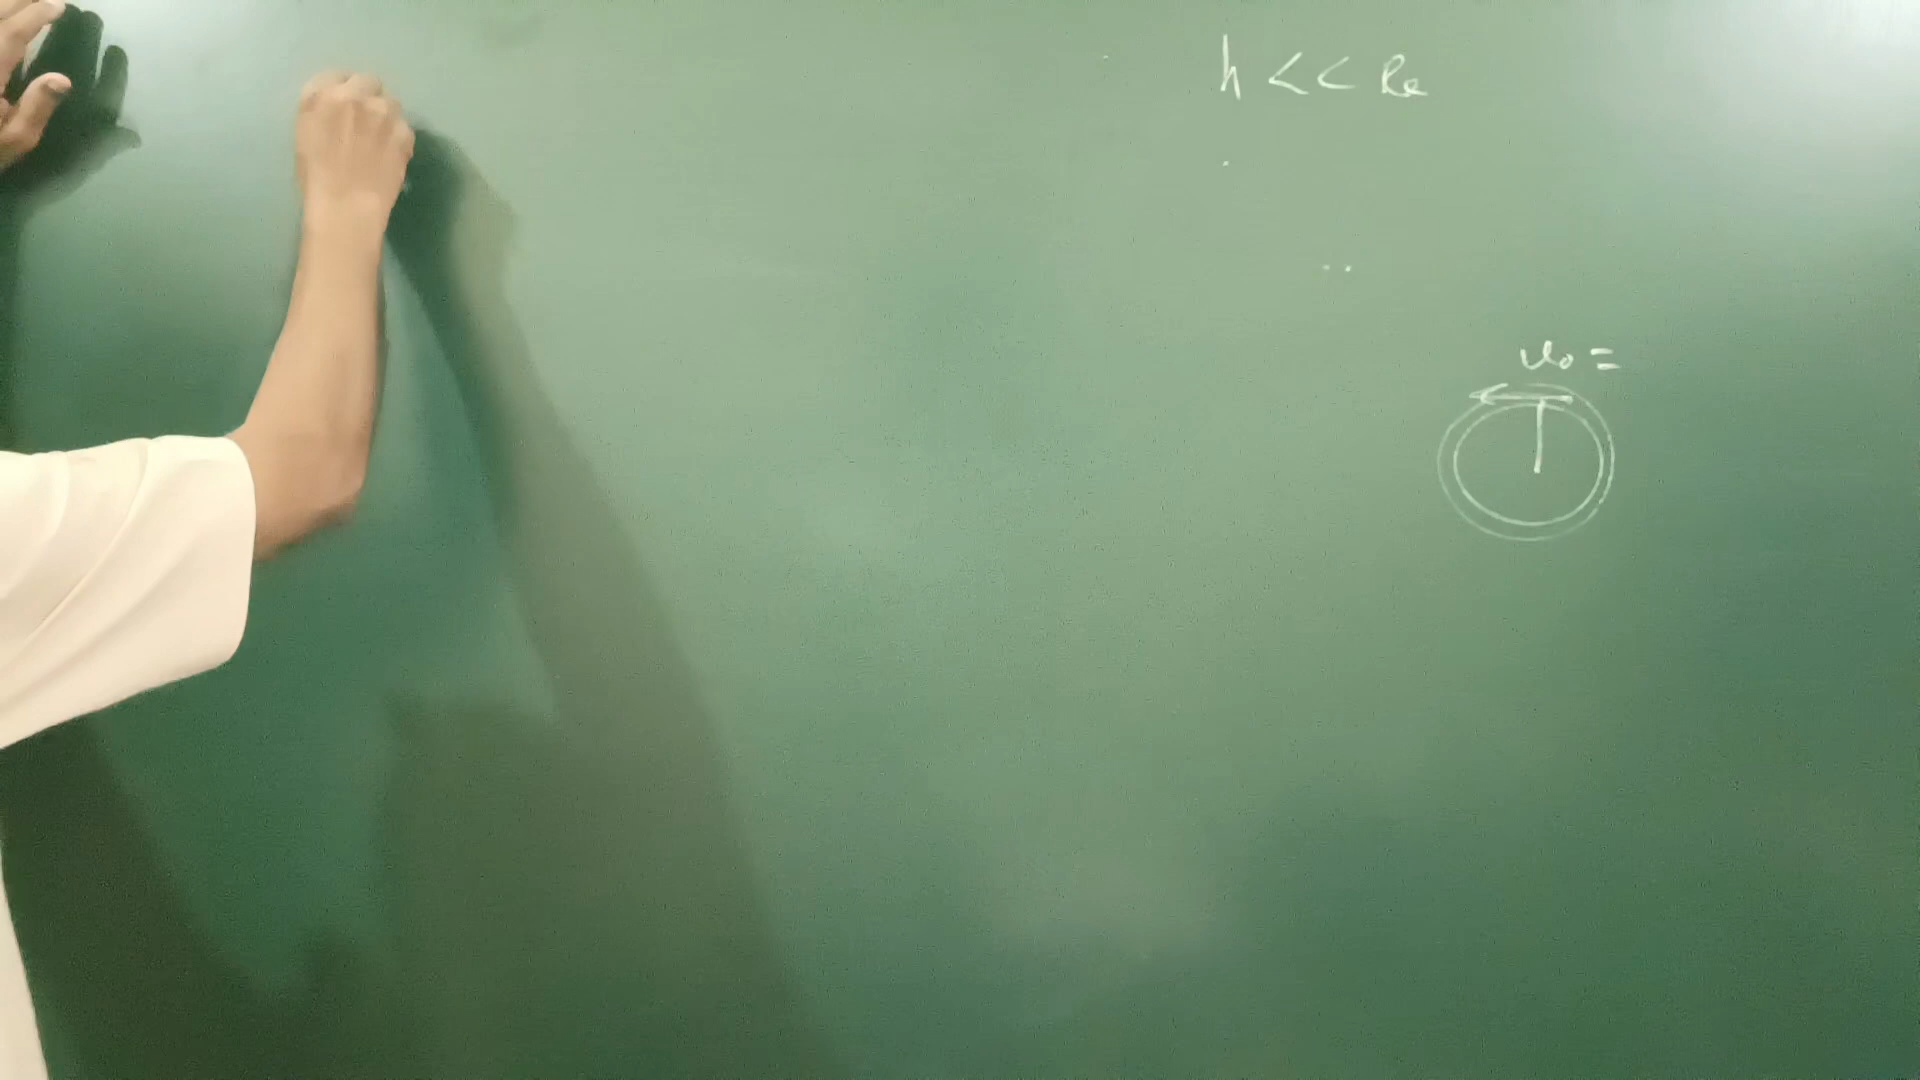 h << Re
v₀ =